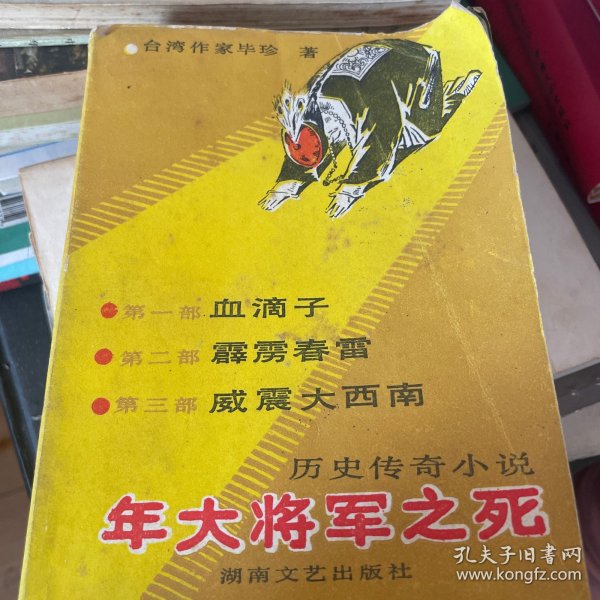 台湾作家毕珍 著
第一部 血滴子
第二部 霹雳春雷
第三部 威震大西南
历史传奇小说
年大将军之死
湖南文艺出版社
孔夫子旧书网
www.kongfz.com